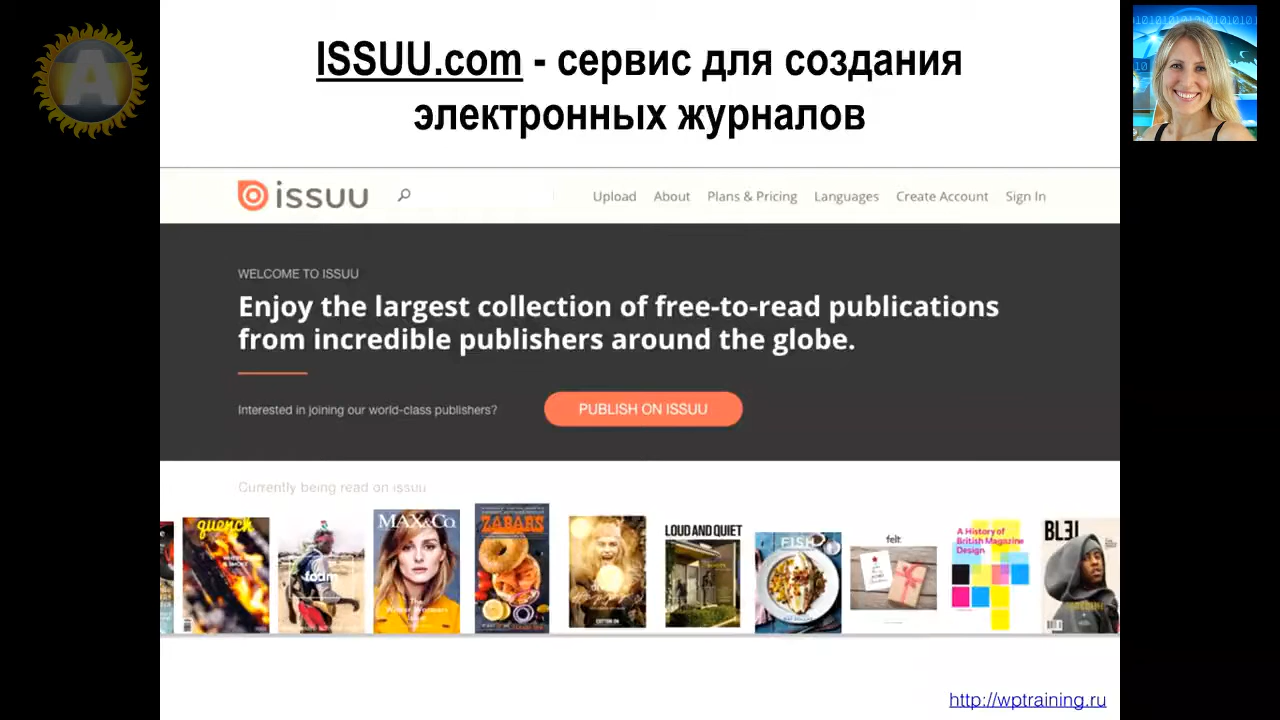 ISSUU.com - сервис для создания
электронных журналов
A
issuu
Upload About Plans & Pricing Languages Create Account Sign In
WELCOME TO ISSUU
Enjoy the largest collection of free-to-read publications
from incredible publishers around the globe.
Interested in joining our world-class publishers?
PUBLISH ON ISSUU
Currently being read on issuu
quench
foam
MAX&Co.
ZABARS
LOUD AND QUIET
FISH
felt
A History of
British Magazine
Design
COTTON ON
http://wptraining.ru